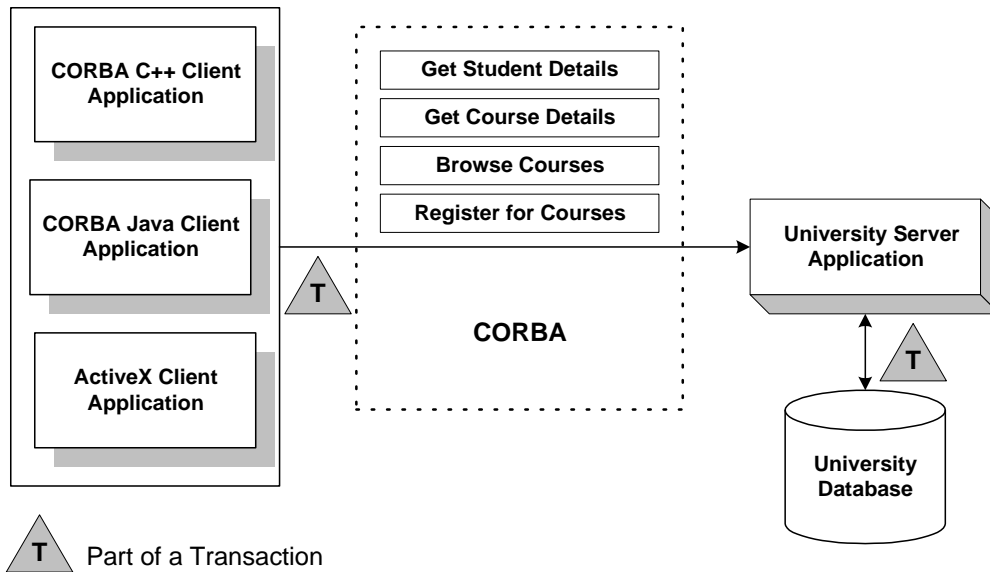 CORBA C++ Client
Application
CORBA Java Client
Application
ActiveX Client
Application
T
Get Student Details
Get Course Details
Browse Courses
Register for Courses
CORBA
University Server
Application
T
University
Database
T Part of a Transaction